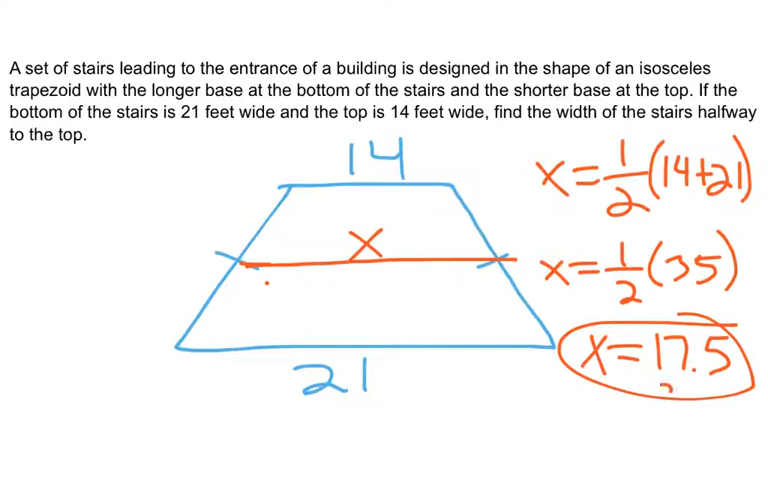 A set of stairs leading to the entrance of a building is designed in the shape of an isosceles
trapezoid with the longer base at the bottom of the stairs and the shorter base at the top. If the
bottom of the stairs is 21 feet wide and the top is 14 feet wide, find the width of the stairs halfway
to the top.
14
x = 1/2 (14+21)
x
x = 1/2 (35)
x = 17.5
21